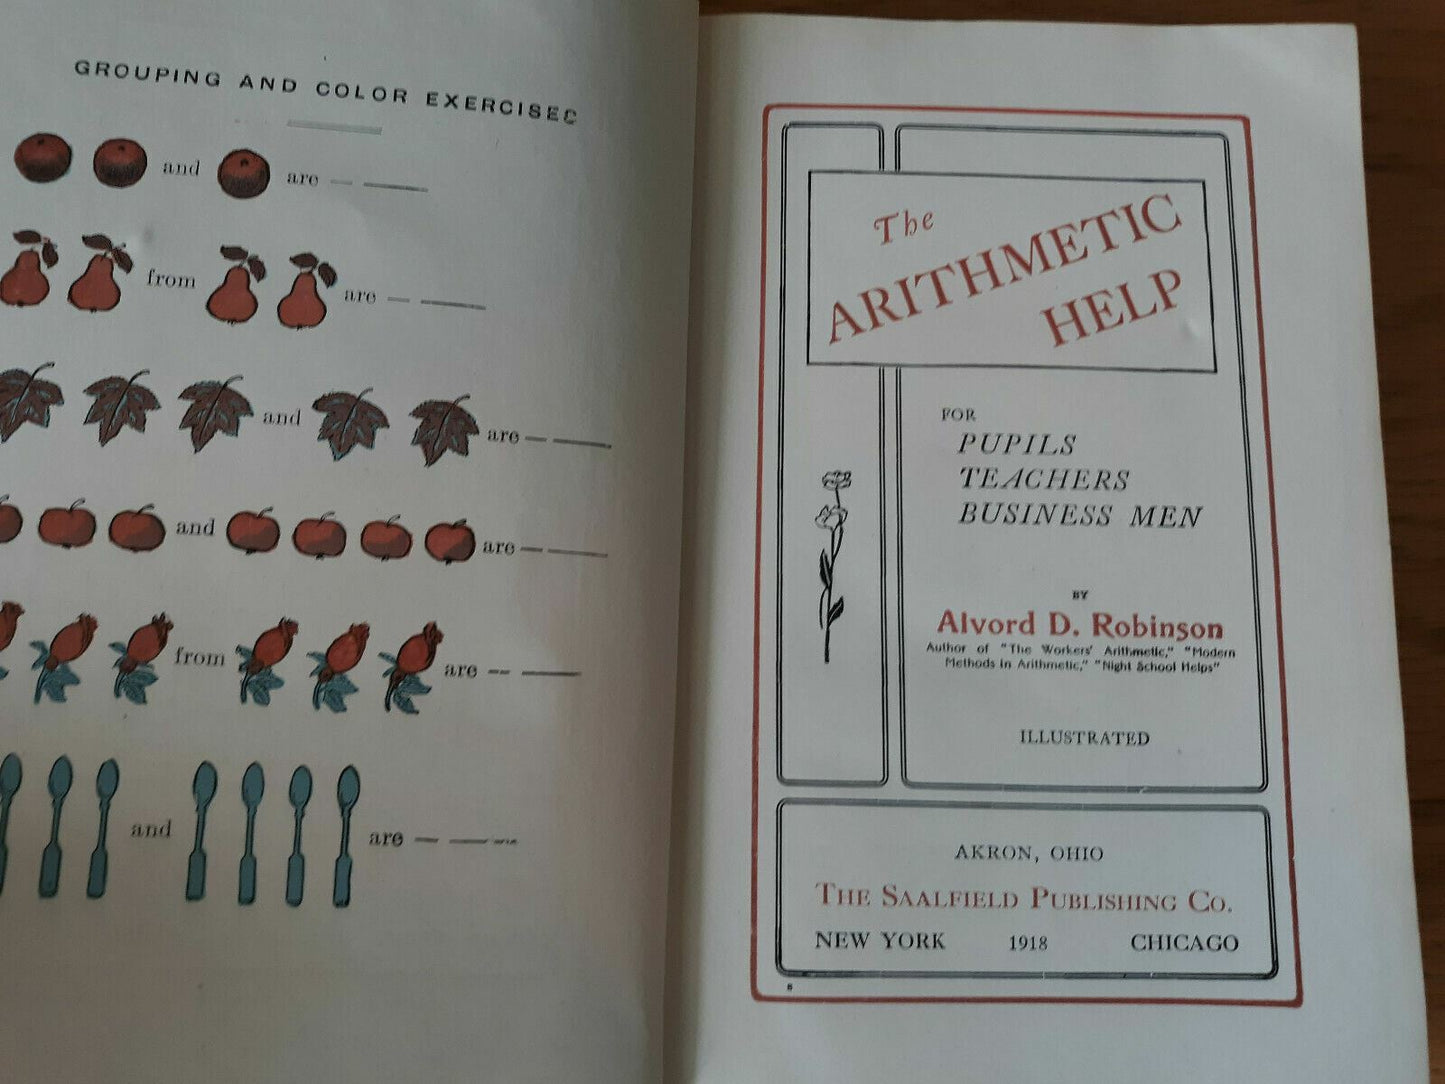 GROUPING AND COLOR EXERCISES
and are
from are
and are
and are
from are
and are
The
ARITHMETIC
HELP
FOR
PUPILS
TEACHERS
BUSINESS MEN
BY
Alvord D. Robinson
Author of "The Workers' Arithmetic," "Modern
Methods in Arithmetic," "Night School Helps"
ILLUSTRATED
AKRON, OHIO
THE SAALFIELD PUBLISHING CO.
NEW YORK 1918 CHICAGO